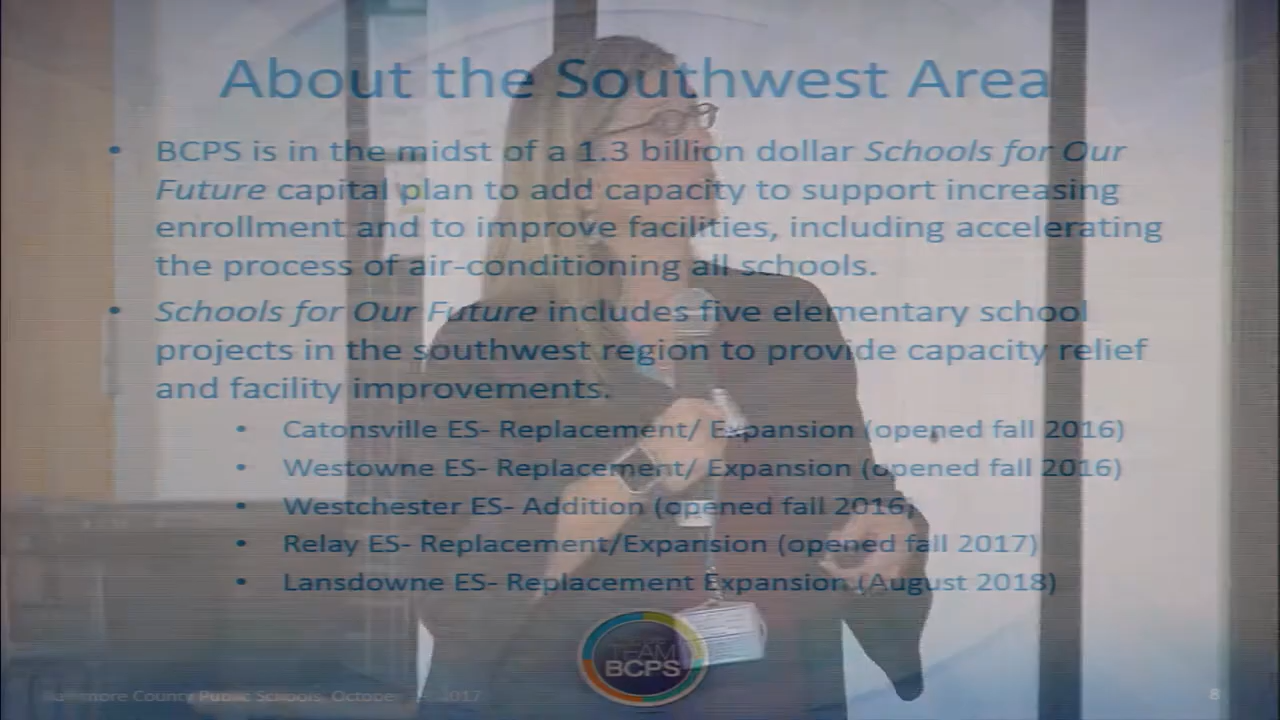 About the Southwest Area
• BCPS is in the midst of a 1.3 billion dollar Schools for Our
Future capital plan to add capacity to support increasing
enrollment and to improve facilities, including accelerating
the process of air-conditioning all schools.
• Schools for Our Future includes five elementary school
projects in the southwest region to provide capacity relief
and facility improvements.
• Catonsville ES- Replacement/ Expansion (opened fall 2016)
• Westowne ES- Replacement/ Expansion (opened fall 2016)
• Westchester ES- Addition (opened fall 2016)
• Relay ES- Replacement/Expansion (opened fall 2017)
• Lansdowne ES- Replacement Expansion (August 2018)
TEAM
BCPS
County Public Schools, 2017
8